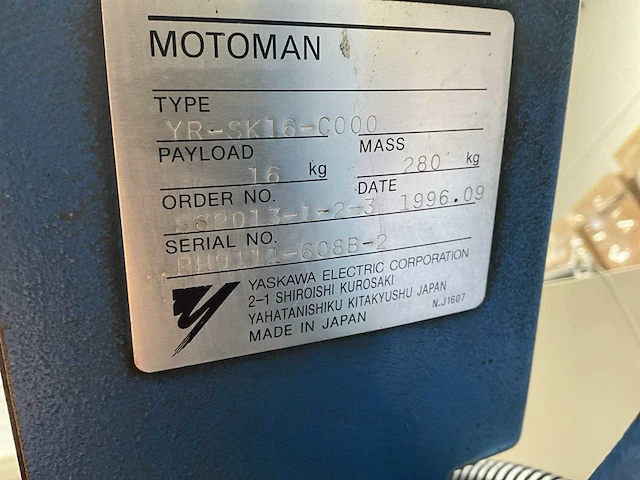 MOTOMAN
TYPE
YR-SK16-C000
PAYLOAD 16 kg MASS 280 kg
ORDER NO. DATE
S62013-1-2-3 1996.09
SERIAL NO.
YASKAWA ELECTRIC CORPORATION
2-1 SHIROISHI KUROSAKI
YAHATANISHIKU KITAKYUSHU JAPAN
MADE IN JAPAN N.J1607